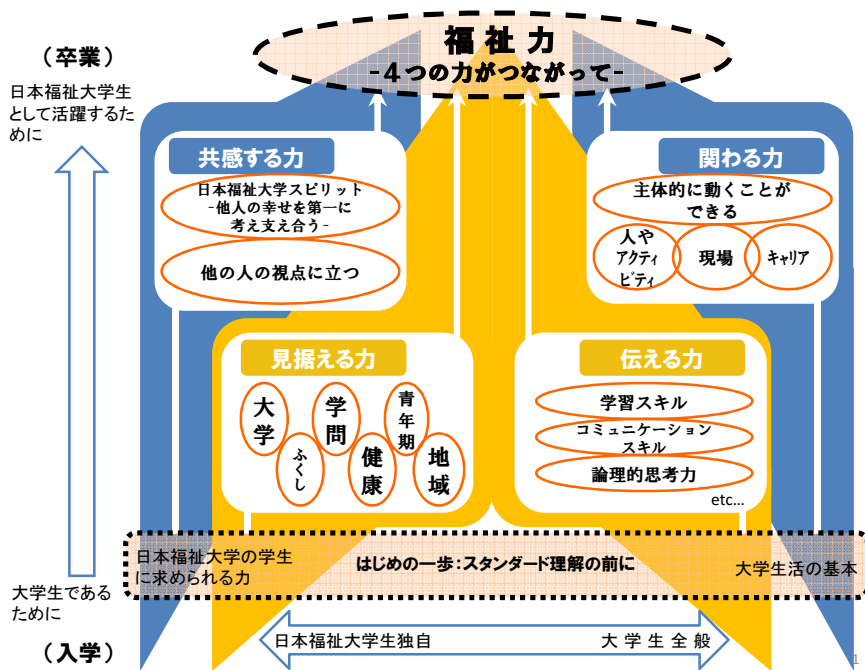 福祉力
-４つの力がつながって-
（卒業）
日本福祉大学生
として活躍するた
めに
共感する力
日本福祉大学スピリット
-他人の幸せを第一に
考え支え合う-
他の人の視点に立つ
関わる力
主体的に動くことが
できる
人や
アクティ
ビティ
現場
キャリア
見据える力
大学
学問
青年期
ふくし
健康
地域
伝える力
学習スキル
コミュニケーション
スキル
論理的思考力
etc…
日本福祉大学の学生
に求められる力
はじめの一歩：スタンダード理解の前に
大学生活の基本
大学生である
ために
（入学）
日本福祉大学生独自
大学生全般
1